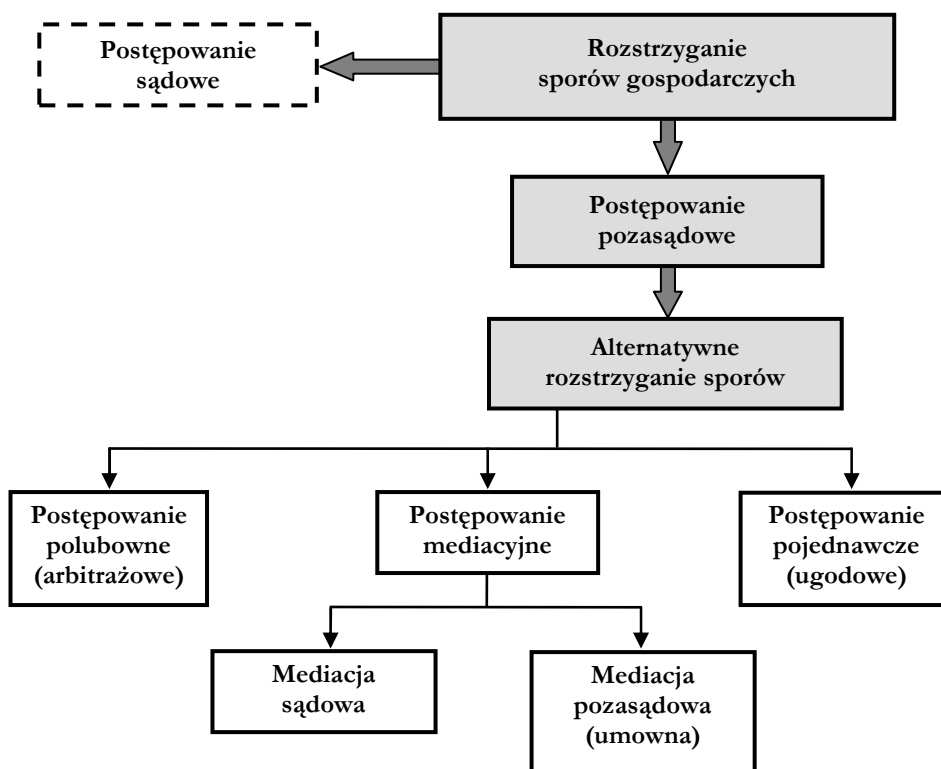 Postępowanie
sądowe
Rozstrzyganie
sporów gospodarczych
Postępowanie
pozasądowe
Alternatywne
rozstrzyganie sporów
Postępowanie
polubowne
(arbitrażowe)
Postępowanie
mediacyjne
Postępowanie
pojednawcze
(ugodowe)
Mediacja
sądowa
Mediacja
pozasądowa
(umowna)